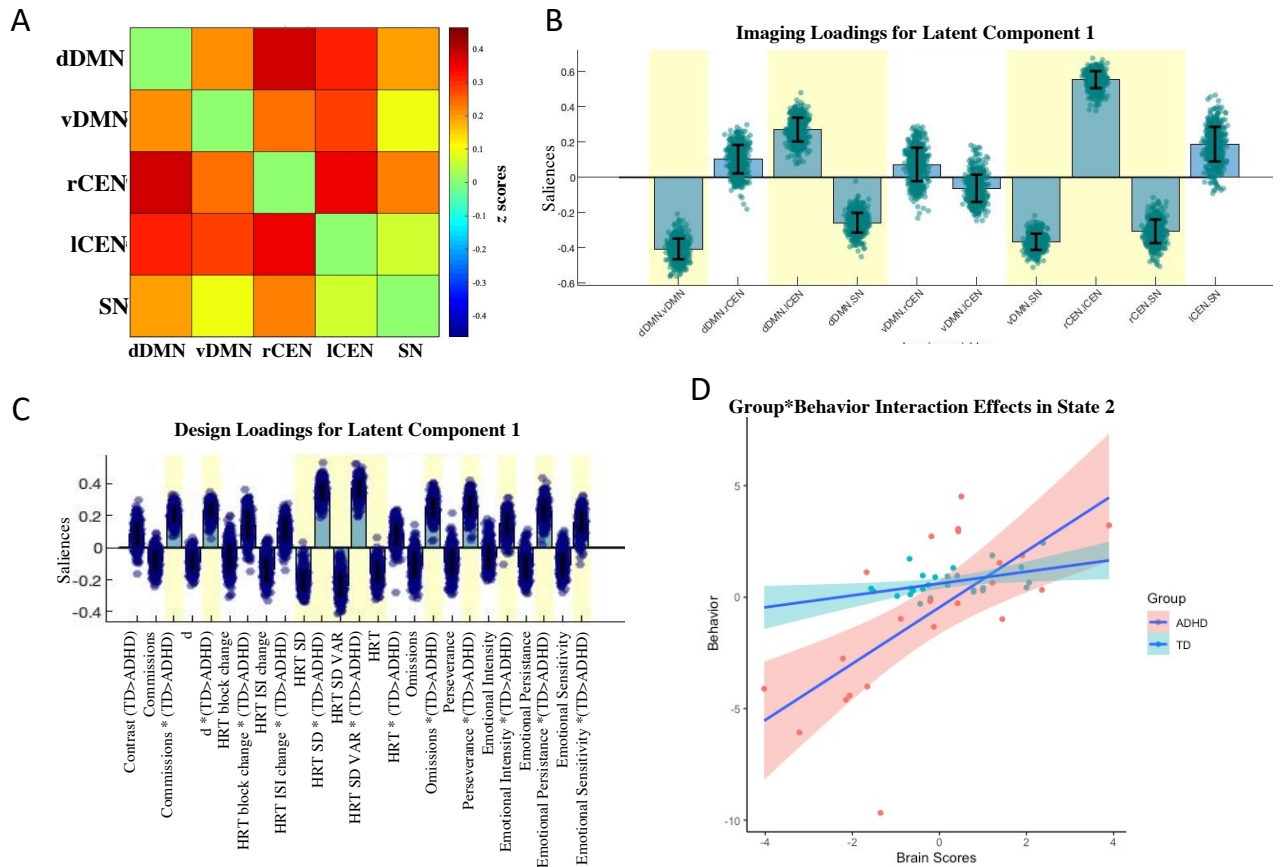 A
dDMN
vDMN
rCEN
lCEN
SN
dDMN vDMN rCEN lCEN SN
0.4
0.3
0.2
0.1
0
-0.1
-0.2
-0.3
-0.4
z scores
B
Imaging Loadings for Latent Component 1
Saliences
0.6
0.4
0.2
0
-0.2
-0.4
-0.6
dDMN.vDMN
dDMN.rCEN
dDMN.lCEN
dDMN.SN
vDMN.rCEN
vDMN.lCEN
vDMN.SN
rCEN.lCEN
rCEN.SN
lCEN.SN
C
Design Loadings for Latent Component 1
Saliences
0.4
0.2
0
-0.2
-0.4
Contrast (TD>ADHD)
Commissions
Commissions * (TD>ADHD)
d
d *(TD>ADHD)
HRT block change
HRT block change * (TD>ADHD)
HRT ISI change
HRT ISI change * (TD>ADHD)
HRT SD
HRT SD * (TD>ADHD)
HRT SD VAR
HRT SD VAR * (TD>ADHD)
HRT
HRT * (TD>ADHD)
Omissions
Omissions *(TD>ADHD)
Perseverance
Perseverance *(TD>ADHD)
Emotional Intensity
Emotional Intensity *(TD>ADHD)
Emotional Persistance
Emotional Persistance *(TD>ADHD)
Emotional Sensitivity
Emotional Sensitivity *(TD>ADHD)
D
Group*Behavior Interaction Effects in State 2
Behavior
5
0
-5
-10
-4 -2 0 2 4
Brain Scores
Group
ADHD
TD